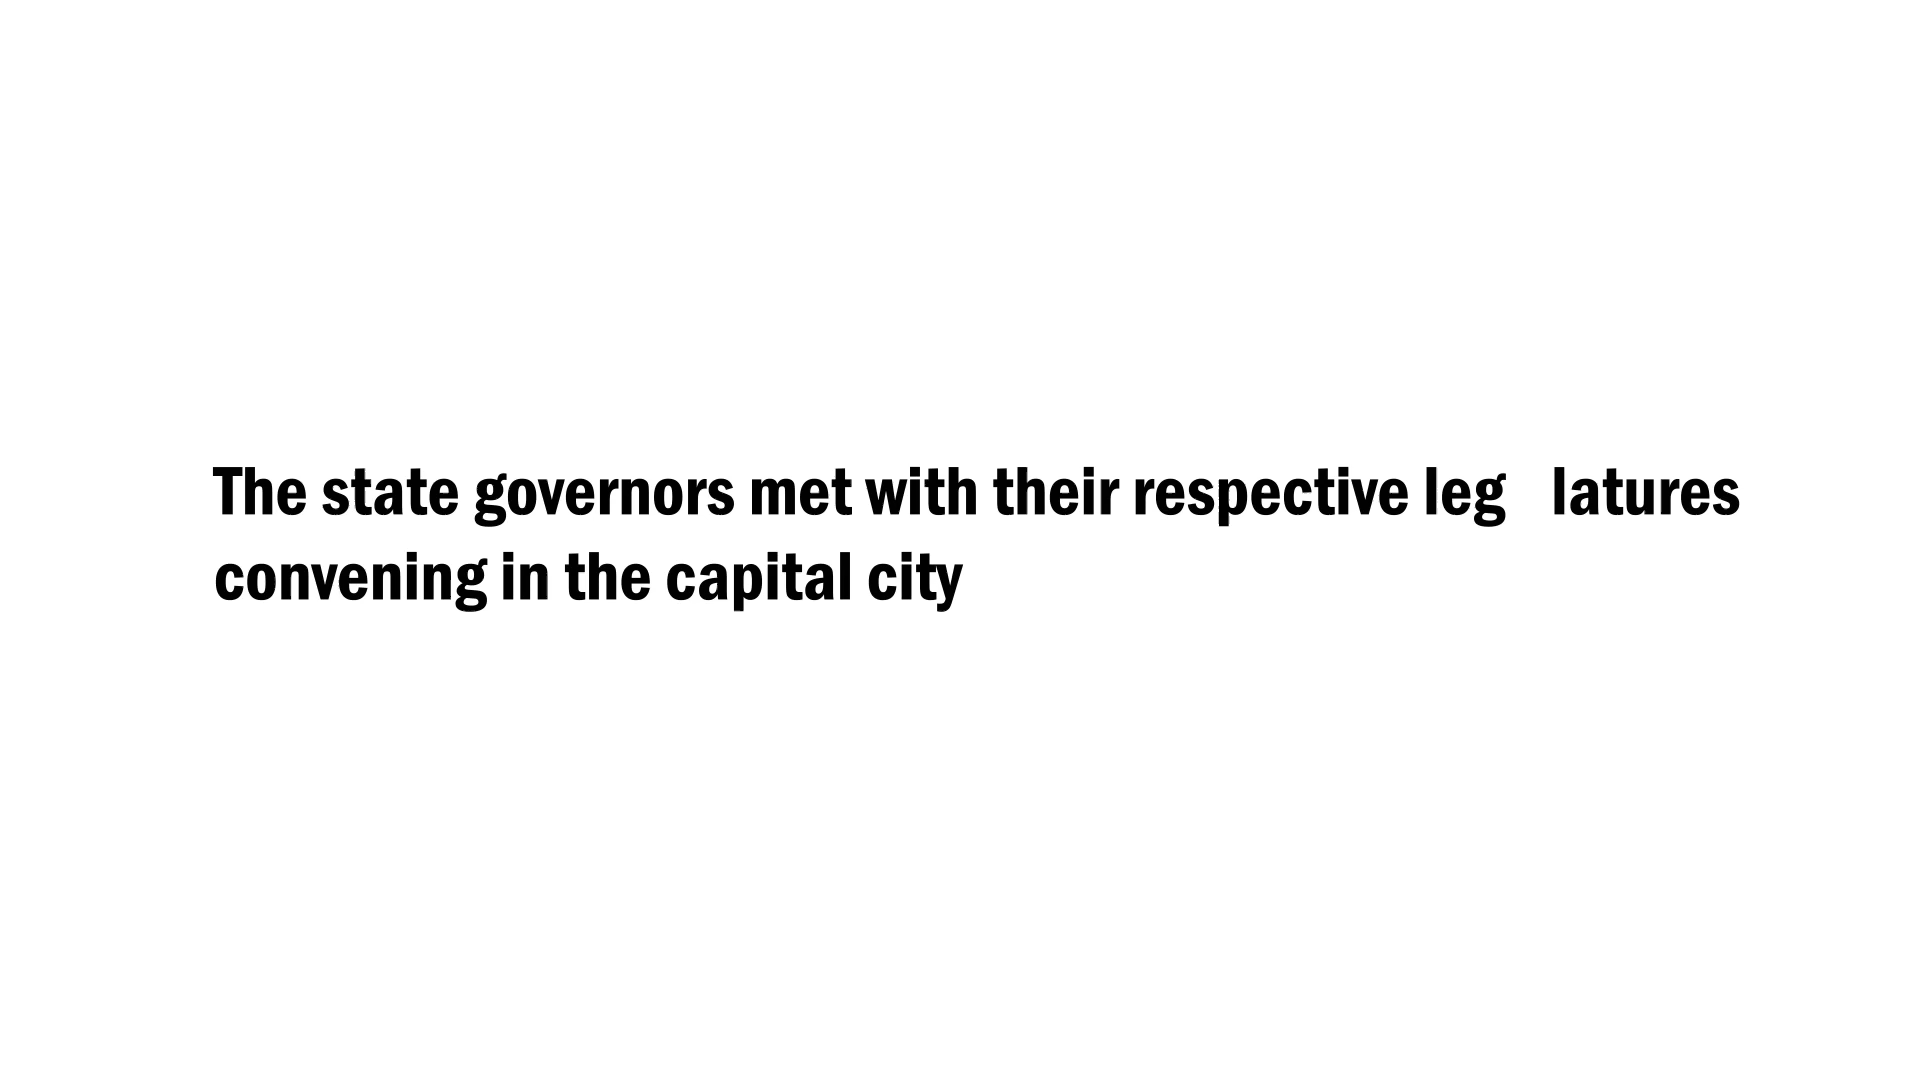 The state governors met with their respective leg   latures
convening in the capital city